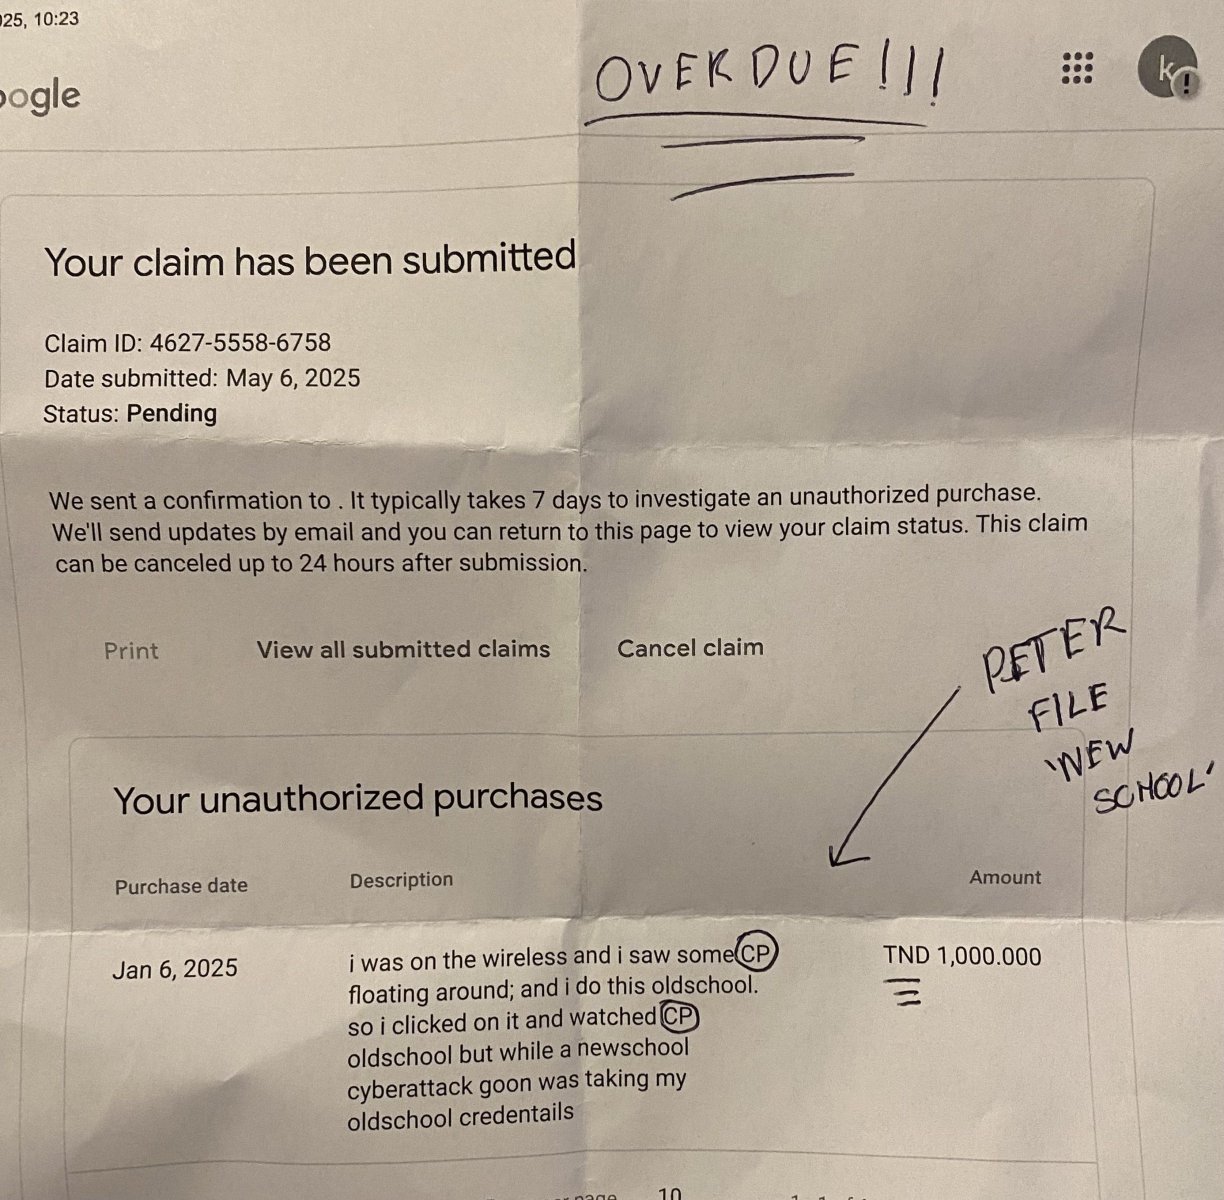 025, 10:23
OVERDUE!!!
k!
oogle
Your claim has been submitted
Claim ID: 4627-5558-6758
Date submitted: May 6, 2025
Status: Pending
We sent a confirmation to . It typically takes 7 days to investigate an unauthorized purchase.
We'll send updates by email and you can return to this page to view your claim status. This claim
can be canceled up to 24 hours after submission.
Print View all submitted claims Cancel claim
PETER
FILE
'NEW
SCHOOL'
Your unauthorized purchases
Purchase date Description Amount
Jan 6, 2025 i was on the wireless and i saw some CP TND 1,000.000
floating around; and i do this oldschool.
so i clicked on it and watched CP
oldschool but while a newschool
cyberattack goon was taking my
oldschool credentails
page 10